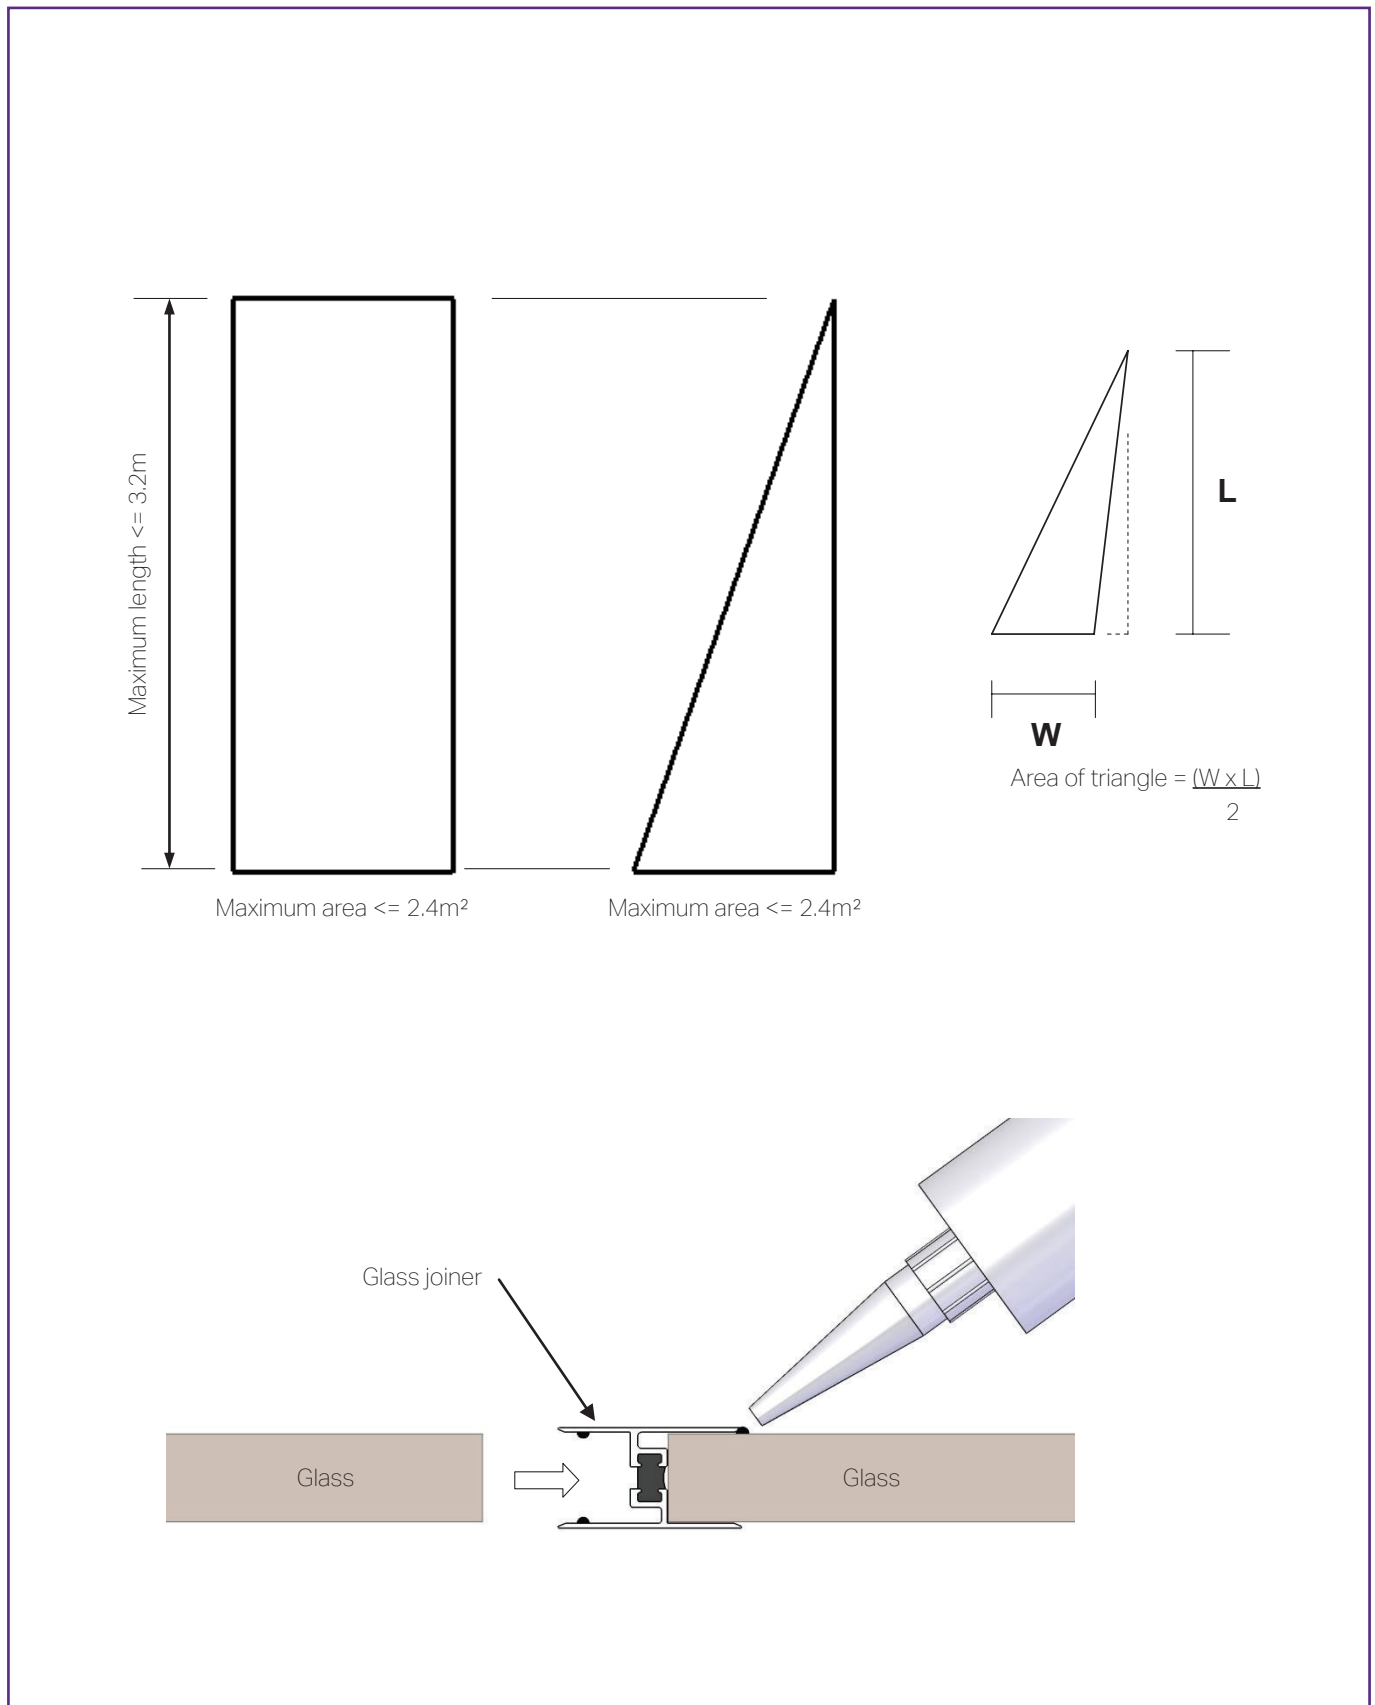 Maximum length <= 3.2m
L
W
Area of triangle = (W x L)
2
Maximum area <= 2.4m²
Maximum area <= 2.4m²
Glass joiner
Glass
Glass